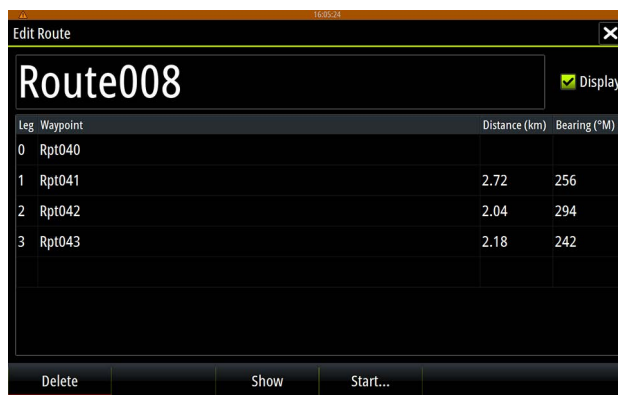 16:05:24
Edit Route
Route008
Display
Leg Waypoint Distance (km) Bearing (°M)
0 Rpt040
1 Rpt041 2.72 256
2 Rpt042 2.04 294
3 Rpt043 2.18 242
Delete Show Start...